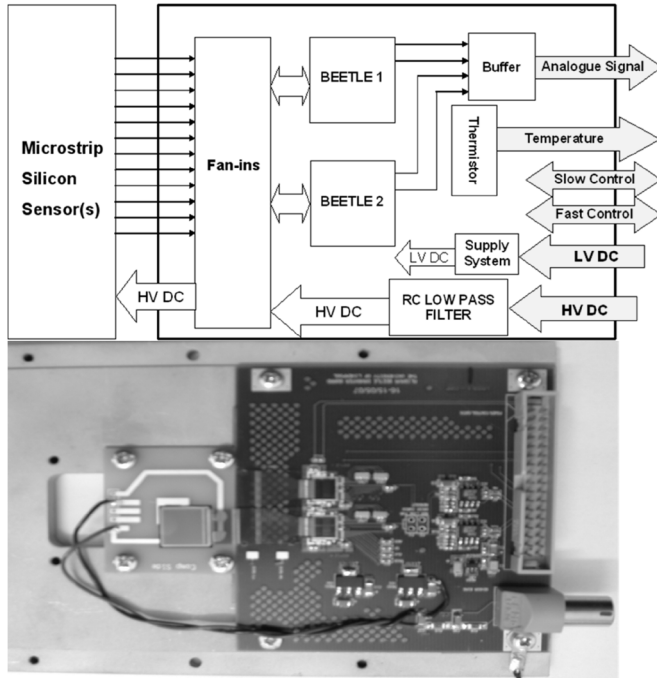 Microstrip
Silicon
Sensor(s)
Fan-ins
BEETLE 1
BEETLE 2
Buffer
Thermistor
Analogue Signal
Temperature
Slow Control
Fast Control
Supply
System
LV DC
LV DC
HV DC
HV DC
RC LOW PASS
FILTER
HV DC